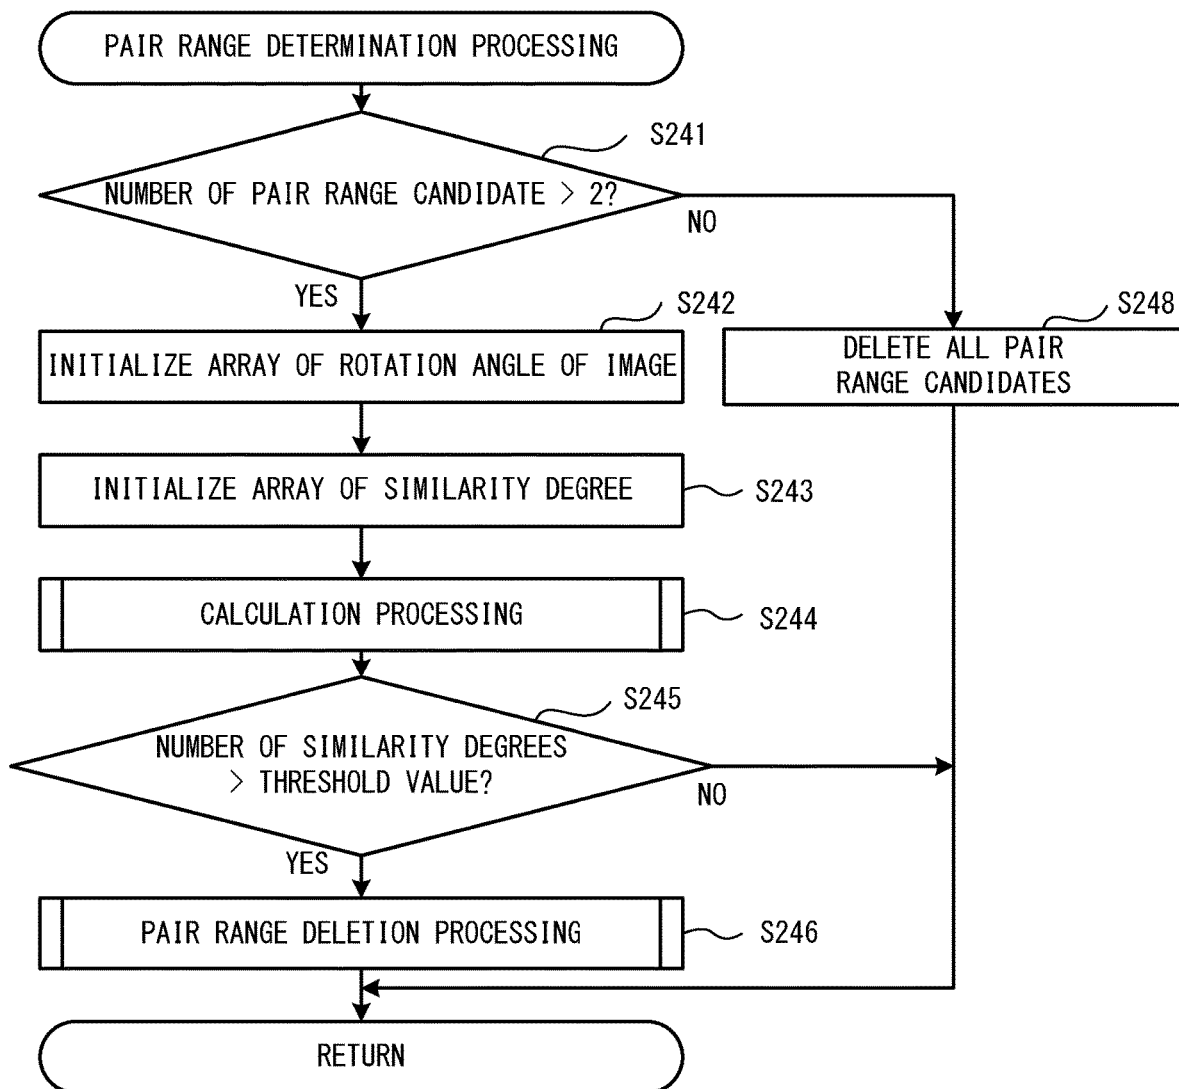 PAIR RANGE DETERMINATION PROCESSING
S241
NUMBER OF PAIR RANGE CANDIDATE > 2?
NO
YES
S242
S248
INITIALIZE ARRAY OF ROTATION ANGLE OF IMAGE
DELETE ALL PAIR
RANGE CANDIDATES
INITIALIZE ARRAY OF SIMILARITY DEGREE
S243
CALCULATION PROCESSING
S244
S245
NUMBER OF SIMILARITY DEGREES
> THRESHOLD VALUE?
NO
YES
PAIR RANGE DELETION PROCESSING
S246
RETURN